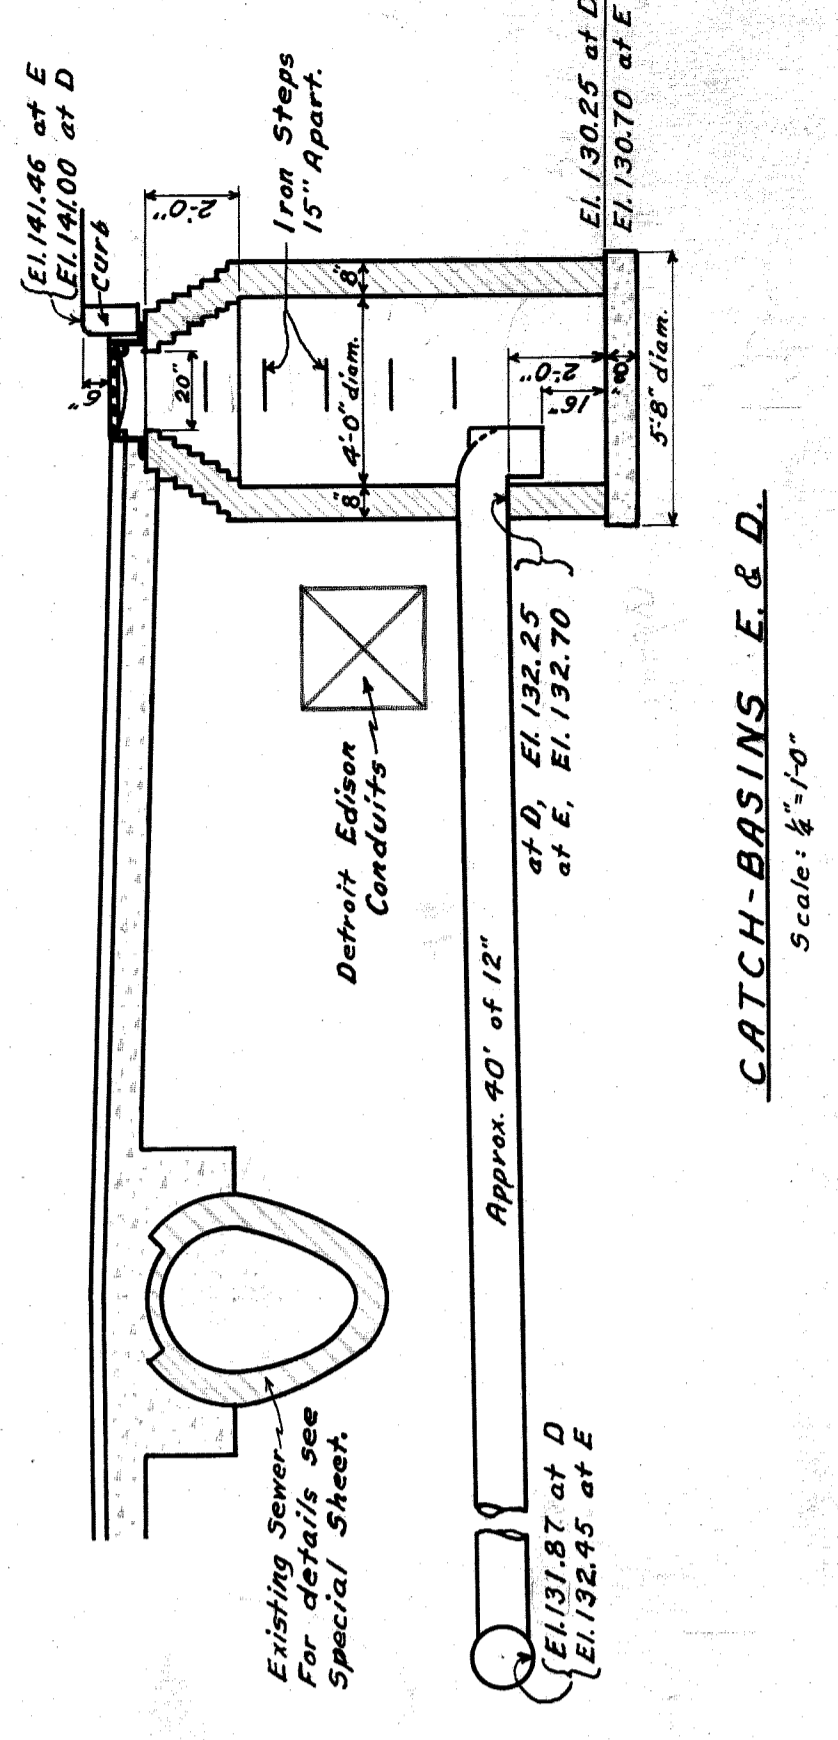 {El. 141.46 at E
{El. 141.00 at D
Curb
6"
2'-0"
Iron Steps
15" Apart.
20"
8"
4'-0" diam.
8"
2'-0"
16"
8"
5'-8" diam.
El. 130.25 at D
El. 130.70 at E
Detroit Edison
Conduits
at D, El. 132.25
at E, El. 132.70
Approx. 40' of 12"
Existing Sewer
For details see
Special Sheet.
{El. 131.87 at D
{El. 132.45 at E
CATCH-BASINS E. & D.
Scale: ¼"=1'-0"